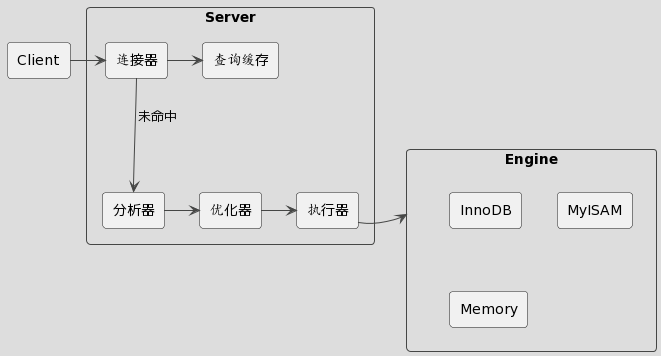 Server
Client
连接器
查询缓存
未命中
分析器
优化器
执行器
Engine
InnoDB
MyISAM
Memory